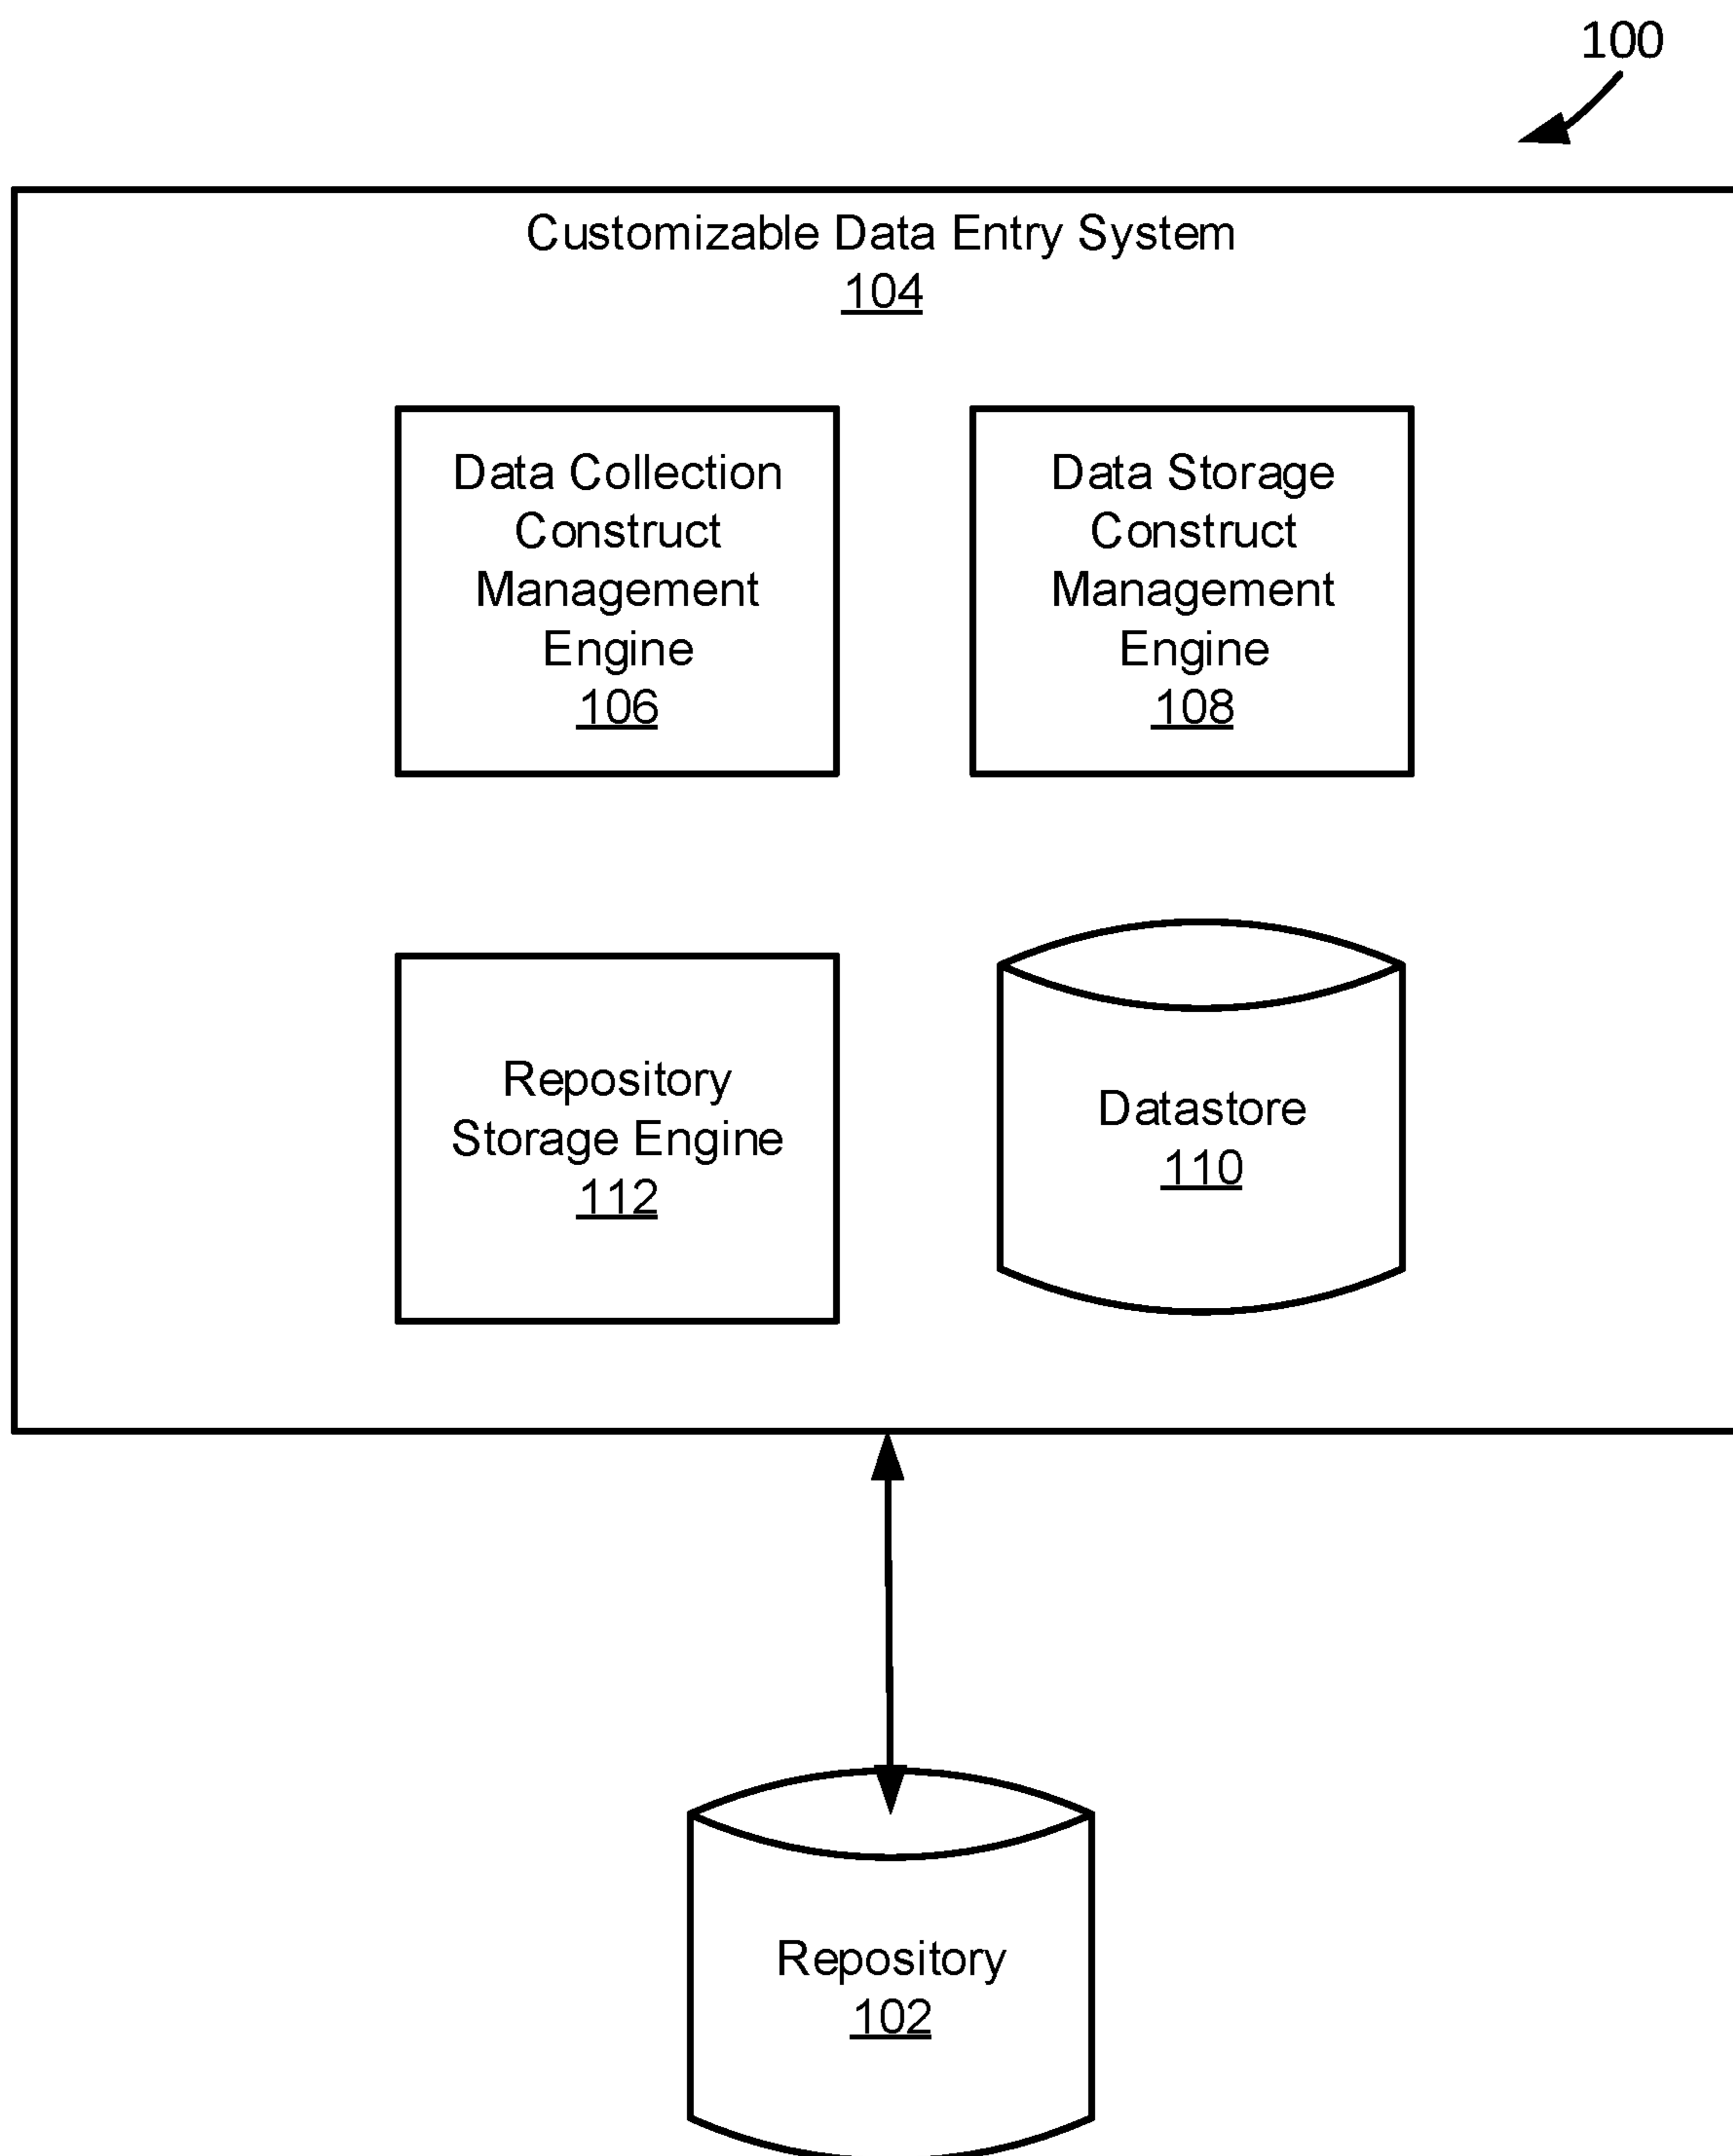 100
Customizable Data Entry System
104
Data Collection
Construct
Management
Engine
106
Data Storage
Construct
Management
Engine
108
Repository
Storage Engine
112
Datastore
110
Repository
102